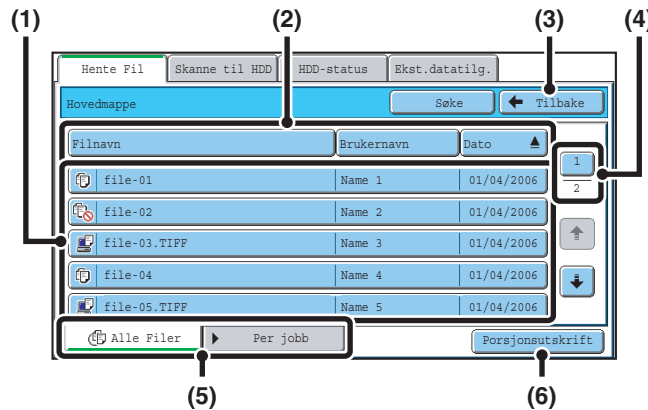 (1) (2) (3) (4)
Hente Fil Skanne til HDD HDD-status Ekst.datatilg.
Hovedmappe Søke Tilbake
Filnavn Brukernavn Dato
1
2
file-01 Name 1 01/04/2006
file-02 Name 2 01/04/2006
file-03.TIFF Name 3 01/04/2006
file-04 Name 4 01/04/2006
file-05.TIFF Name 5 01/04/2006
Alle Filer Per jobb Porsjonsutskrift
(5) (6)